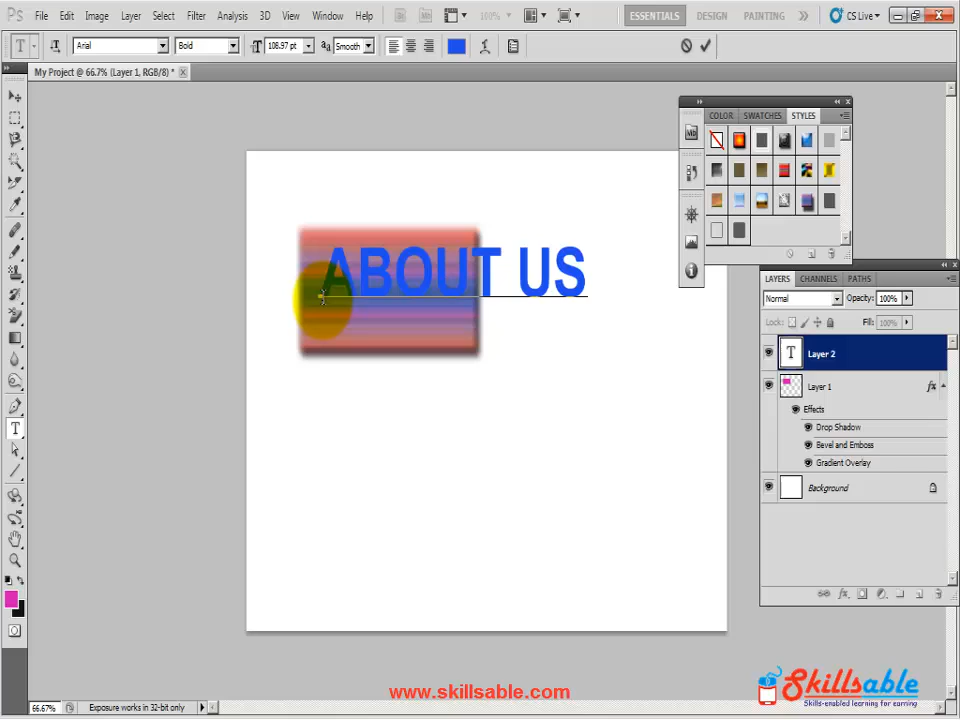 Ps File Edit Image Layer Select Filter Analysis 3D View Window Help 100% ESSENTIALS DESIGN PAINTING CS Live
T Arial Bold 108.97 pt Smooth
My Project @ 66.7% (Layer 1, RGB/8) *
COLOR SWATCHES STYLES
ABOUT US
LAYERS CHANNELS PATHS
Normal Opacity: 100%
Lock: Fill: 100%
T Layer 2
Layer 1 fx
Effects
Drop Shadow
Bevel and Emboss
Gradient Overlay
Background
66.67% Exposure works in 32-bit only
www.skillsable.com
Skillsable
Skills-enabled learning for earning